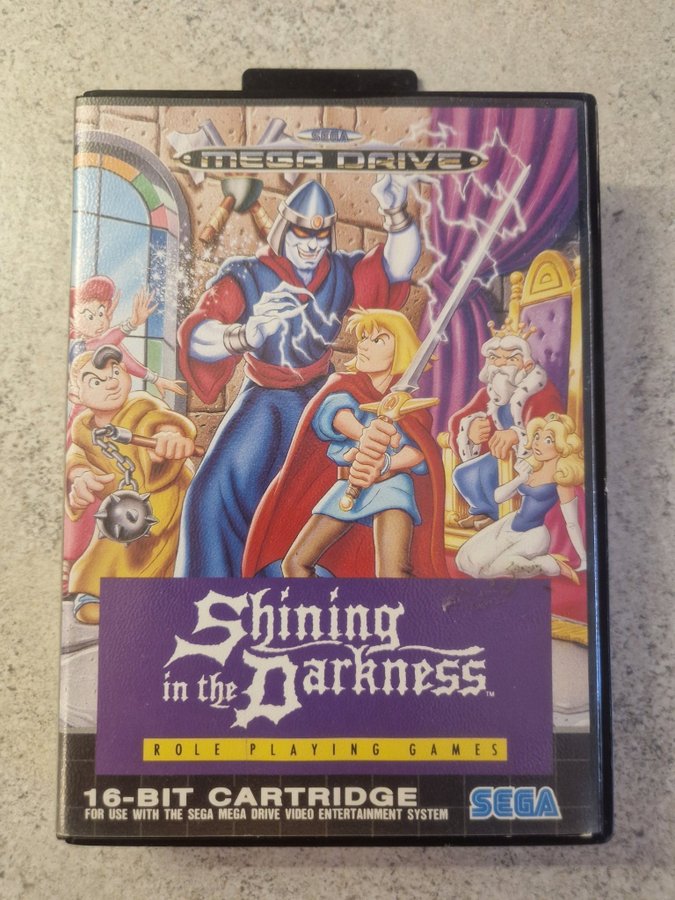 SEGA
MEGA DRIVE
Shining
in the Darkness™
ROLE PLAYING GAMES
16-BIT CARTRIDGE
FOR USE WITH THE SEGA MEGA DRIVE VIDEO ENTERTAINMENT SYSTEM
SEGA